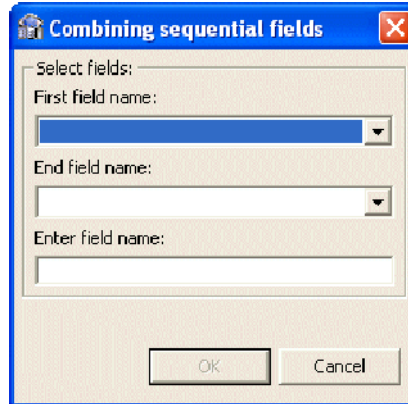 Combining sequential fields
Select fields:
First field name:
End field name:
Enter field name:
OK
Cancel